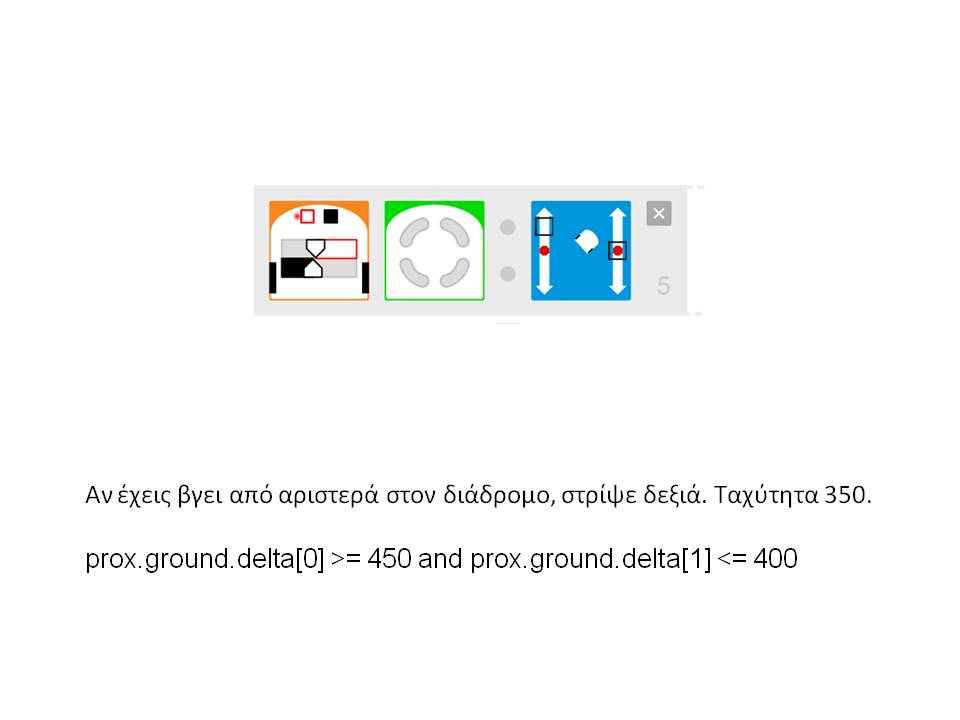 5
Αν έχεις βγει από αριστερά στον διάδρομο, στρίψε δεξιά. Ταχύτητα 350.
prox.ground.delta[0] >= 450 and prox.ground.delta[1] <= 400